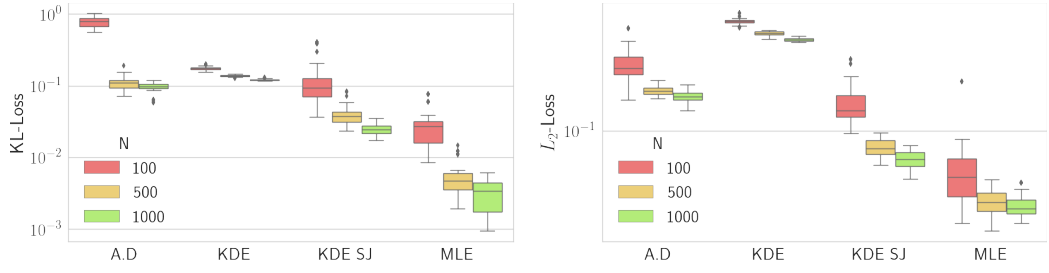 KL-Loss
10^0
10^{-1}
10^{-2}
10^{-3}
N
100
500
1000
A.D KDE KDE SJ MLE
L_2-Loss
10^{-1}
N
100
500
1000
A.D KDE KDE SJ MLE